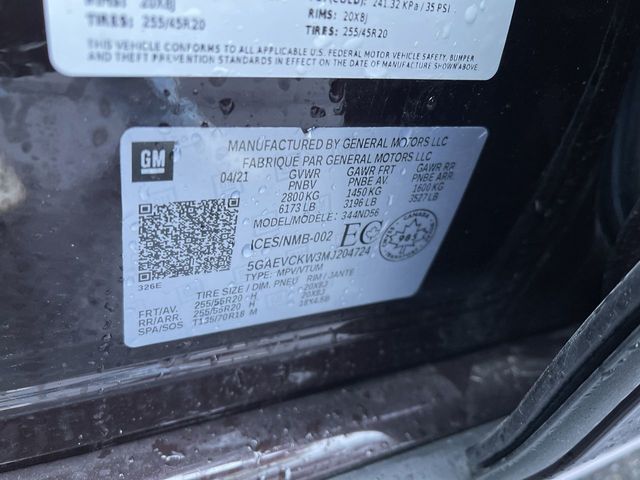 RIMS: 20X8J
TIRES: 255/45R20
(COLD): 241.32 KPa / 35 PSI
RIMS: 20X8J
TIRES: 255/45R20
THIS VEHICLE CONFORMS TO ALL APPLICABLE U.S. FEDERAL MOTOR VEHICLE SAFETY, BUMPER
AND THEFT PREVENTION STANDARDS IN EFFECT ON THE DATE OF MANUFACTURE SHOWN ABOVE.
GM
MANUFACTURED BY GENERAL MOTORS LLC
FABRIQUÉ PAR GENERAL MOTORS LLC
04/21 GVWR GAWR FRT GAWR RR
PNBV PNBE AV PNBE ARR.
2800 KG 1450 KG 1600 KG
6173 LB 3196 LB 3527 LB
MODEL/MODELE: 344ND56
ICES/NMB-002 EC
CANADA
5GAEVCKW3MJ204724
TYPE: MPV/VTUM
326E
TIRE SIZE / DIM. PNEU RIM / JANTE
FRT/AV. 255/55R20 H 20X8J
RR/ARR. 255/55R20 H 20X8J
SPA/SOS T135/70R18 M 18X4.5B